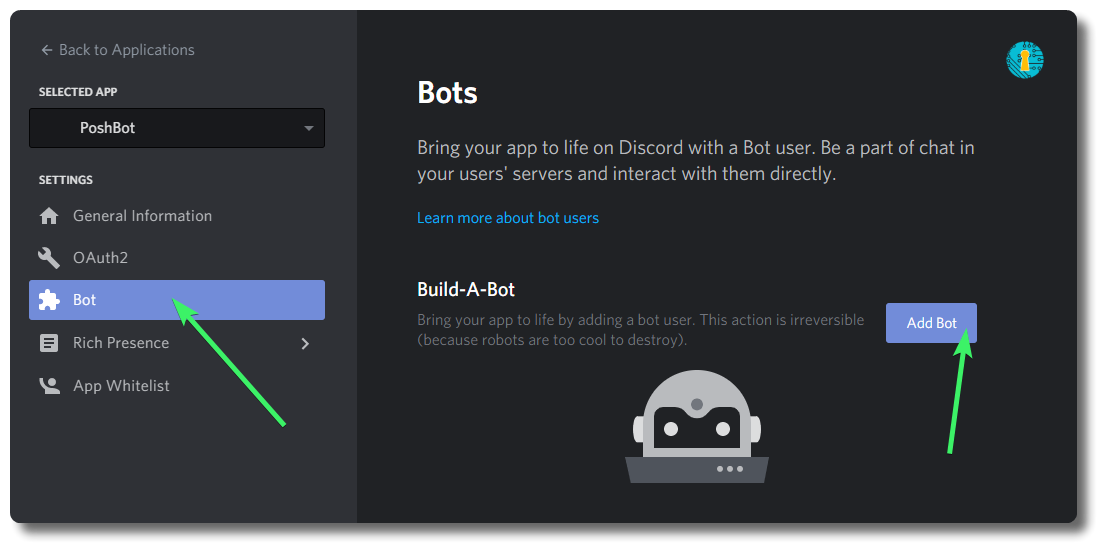 Back to Applications
SELECTED APP
PoshBot
SETTINGS
General Information
OAuth2
Bot
Rich Presence
App Whitelist
Bots
Bring your app to life on Discord with a Bot user. Be a part of chat in
your users' servers and interact with them directly.
Learn more about bot users
Build-A-Bot
Bring your app to life by adding a bot user. This action is irreversible
(because robots are too cool to destroy).
Add Bot